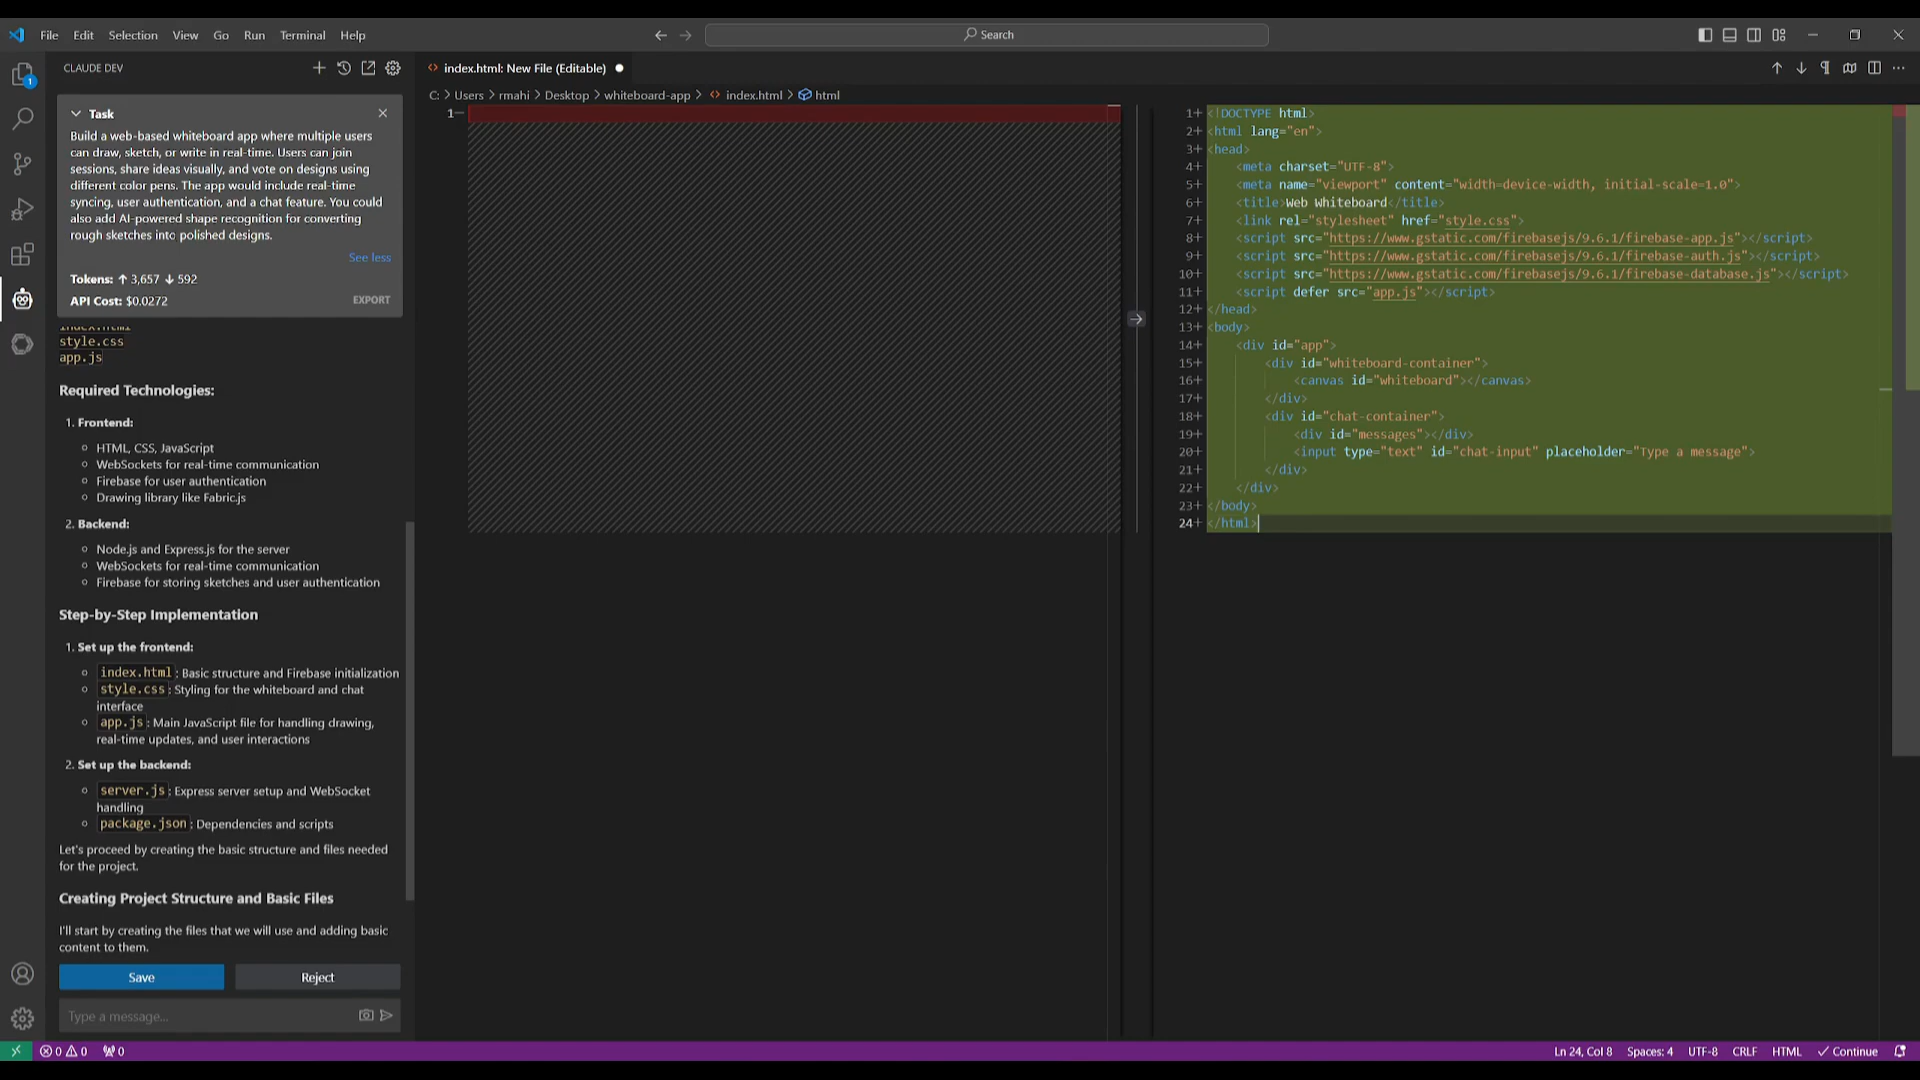 File Edit Selection View Go Run Terminal Help
Search
CLAUDE DEV
index.html: New File (Editable)
C: > Users > rmahi > Desktop > whiteboard-app > index.html > html
1
Task
Build a web-based whiteboard app where multiple users
can draw, sketch, or write in real-time. Users can join
sessions, share ideas visually, and vote on designs using
different color pens. The app would include real-time
syncing, user authentication, and a chat feature. You could
also add AI-powered shape recognition for converting
rough sketches into polished designs.
See less
Tokens: ↑ 3,657 ↓ 592
API Cost: $0.0272
EXPORT
index.html
style.css
app.js
Required Technologies:
1. Frontend:
HTML, CSS, JavaScript
WebSockets for real-time communication
Firebase for user authentication
Drawing library like Fabric.js
2. Backend:
Node.js and Express.js for the server
WebSockets for real-time communication
Firebase for storing sketches and user authentication
Step-by-Step Implementation
1. Set up the frontend:
index.html: Basic structure and Firebase initialization
style.css: Styling for the whiteboard and chat
interface
app.js: Main JavaScript file for handling drawing,
real-time updates, and user interactions
2. Set up the backend:
server.js: Express server setup and WebSocket
handling
package.json: Dependencies and scripts
Let's proceed by creating the basic structure and files needed
for the project.
Creating Project Structure and Basic Files
I'll start by creating the files that we will use and adding basic
content to them.
Save
Reject
Type a message...
1—
1+ <!DOCTYPE html>
2+ <html lang="en">
3+ <head>
4+ <meta charset="UTF-8">
5+ <meta name="viewport" content="width=device-width, initial-scale=1.0">
6+ <title>Web Whiteboard</title>
7+ <link rel="stylesheet" href="style.css">
8+ <script src="https://www.gstatic.com/firebasejs/9.6.1/firebase-app.js"></script>
9+ <script src="https://www.gstatic.com/firebasejs/9.6.1/firebase-auth.js"></script>
10+ <script src="https://www.gstatic.com/firebasejs/9.6.1/firebase-database.js"></script>
11+ <script defer src="app.js"></script>
12+ </head>
13+ <body>
14+ <div id="app">
15+ <div id="whiteboard-container">
16+ <canvas id="whiteboard"></canvas>
17+ </div>
18+ <div id="chat-container">
19+ <div id="messages"></div>
20+ <input type="text" id="chat-input" placeholder="Type a message">
21+ </div>
22+ </div>
23+ </body>
24+ </html>
0 0 0
Ln 24, Col 8 Spaces: 4 UTF-8 CRLF HTML Continue